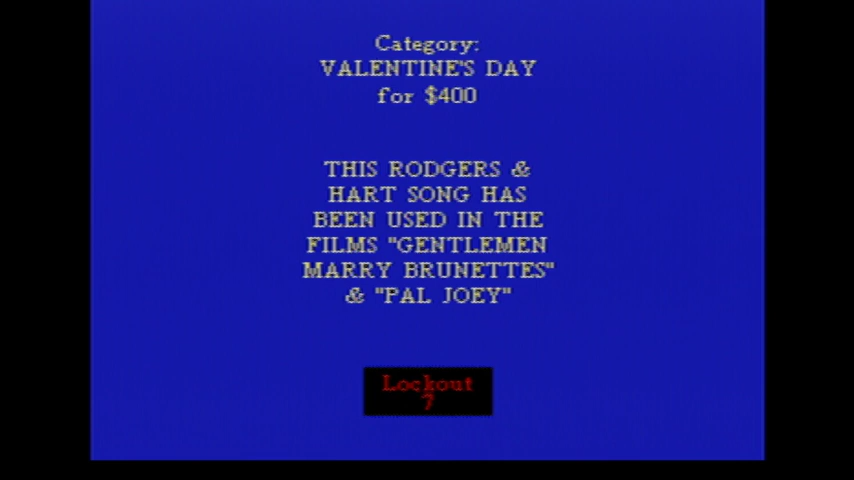 Category:
VALENTINE'S DAY
for $400
THIS RODGERS &
HART SONG HAS
BEEN USED IN THE
FILMS "GENTLEMEN
MARRY BRUNETTES"
& "PAL JOEY"
Lockout
7